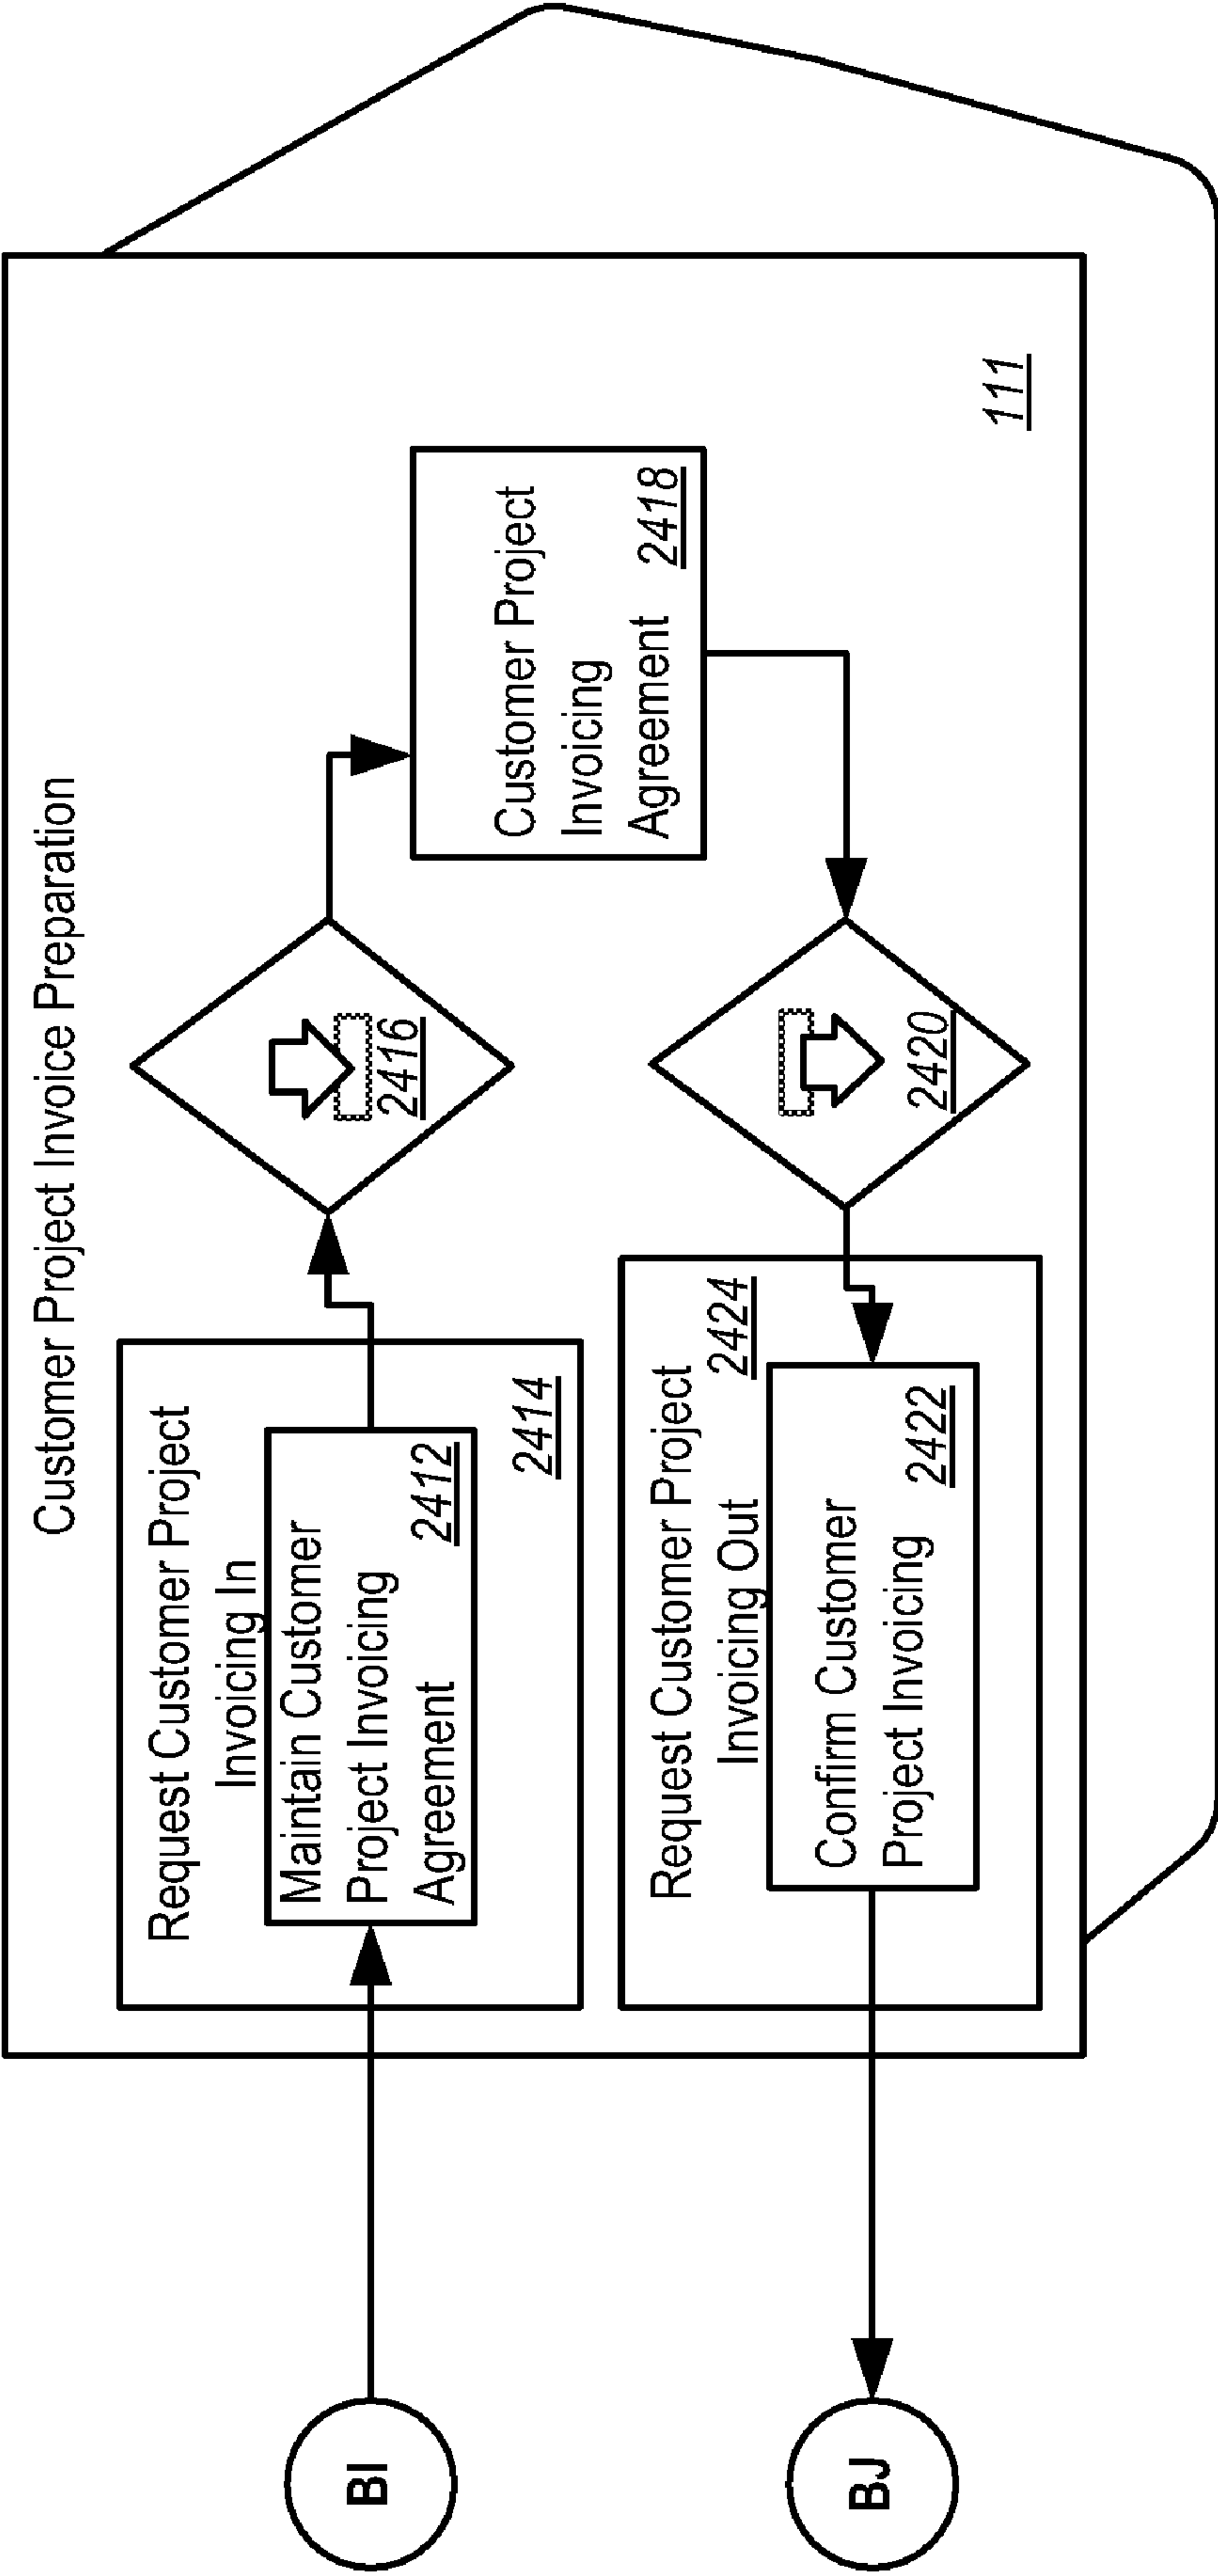 Customer Project Invoice Preparation
Request Customer Project
Invoicing In
Maintain Customer
Project Invoicing
Agreement 2412
2414
2416
Customer Project
Invoicing
Agreement 2418
BI
Request Customer Project
Invoicing Out 2424
Confirm Customer
Project Invoicing 2422
2420
BJ
111